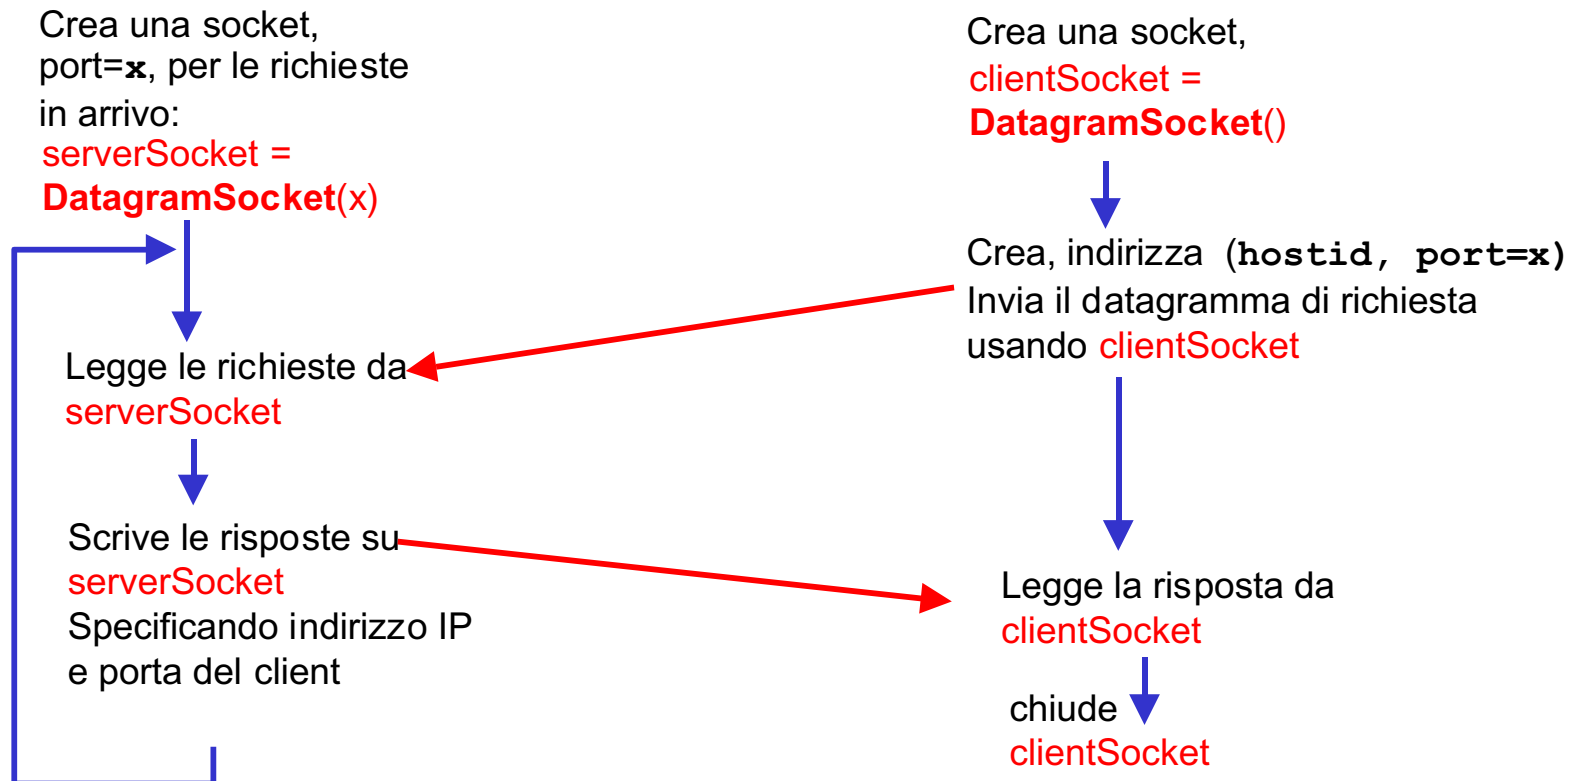 Crea una socket,
port=x, per le richieste
in arrivo:
serverSocket =
DatagramSocket(x)
Legge le richieste da
serverSocket
Scrive le risposte su
serverSocket
Specificando indirizzo IP
e porta del client
Crea una socket,
clientSocket =
DatagramSocket()
Crea, indirizza (hostid, port=x)
Invia il datagramma di richiesta
usando clientSocket
Legge la risposta da
clientSocket
chiude
clientSocket